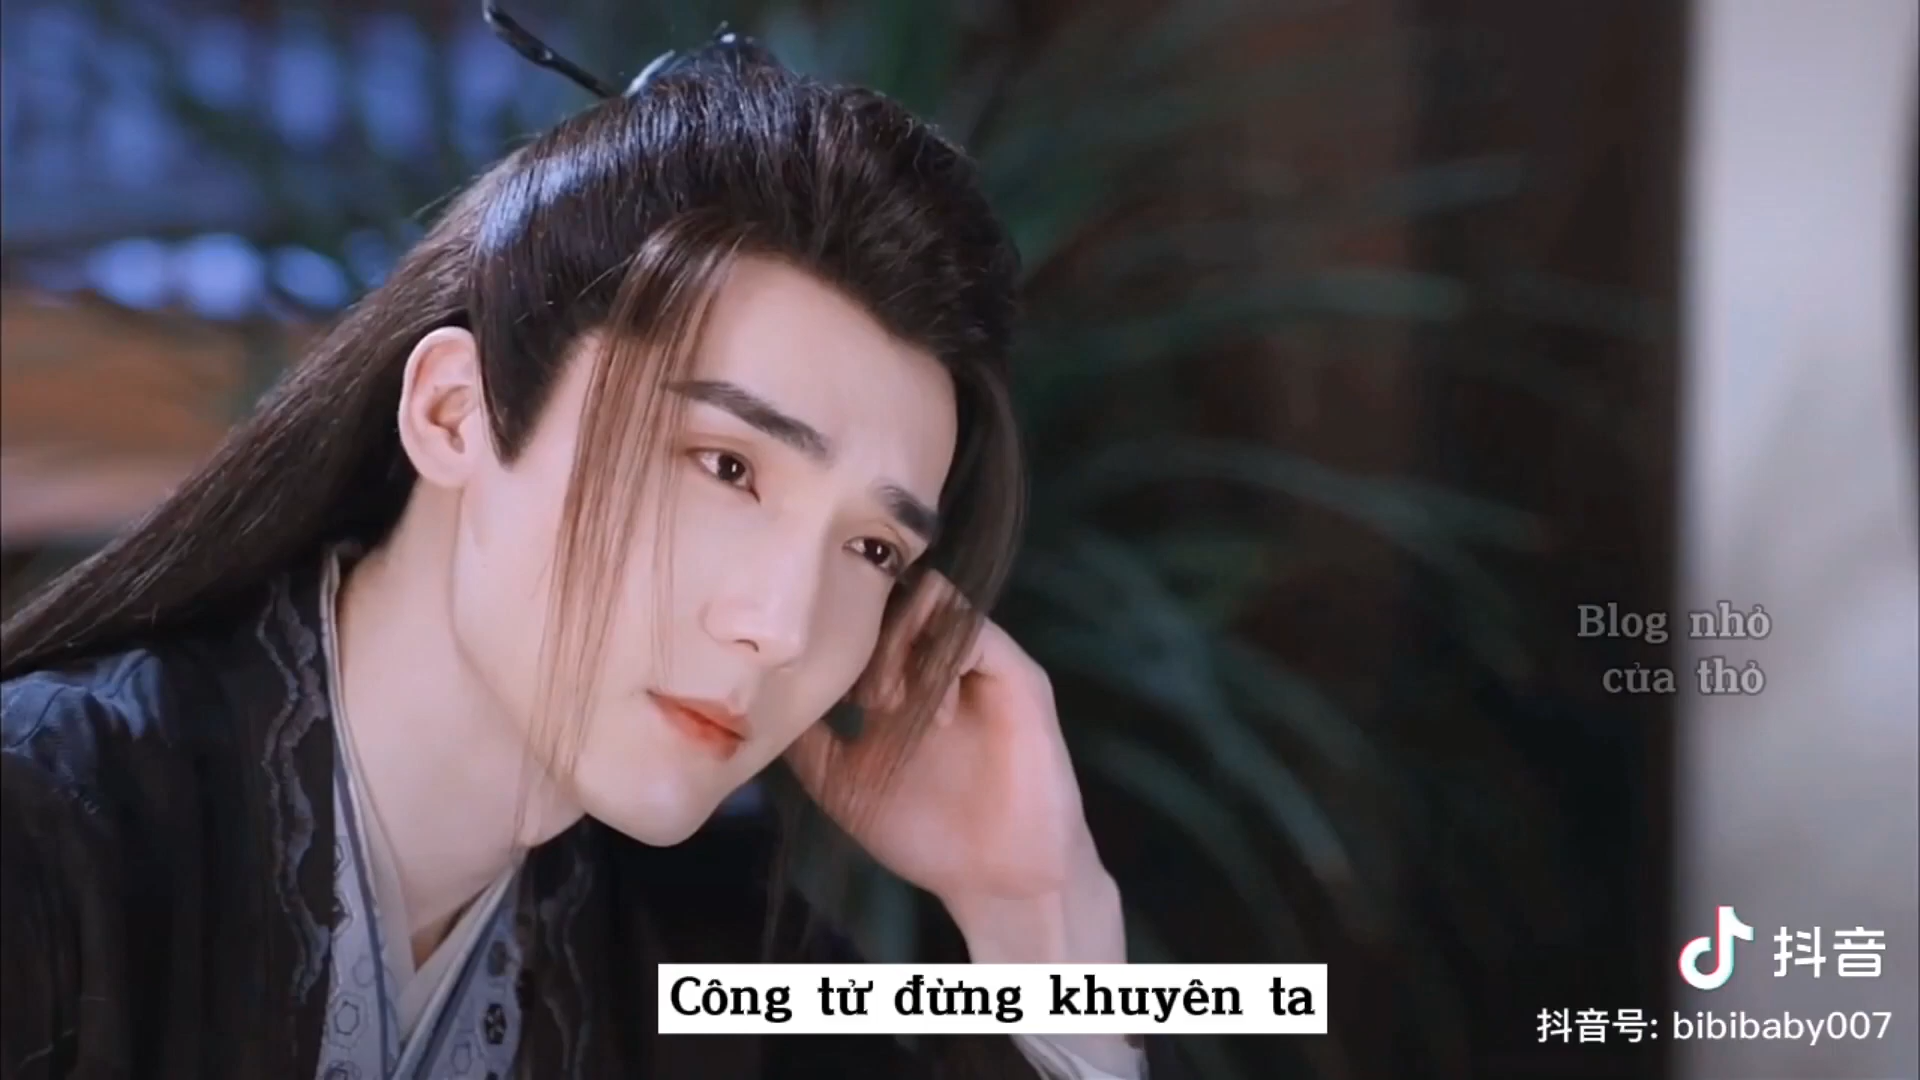 Blog nhỏ
của thỏ
Công tử đừng khuyên ta
抖音
抖音号: bibibaby007